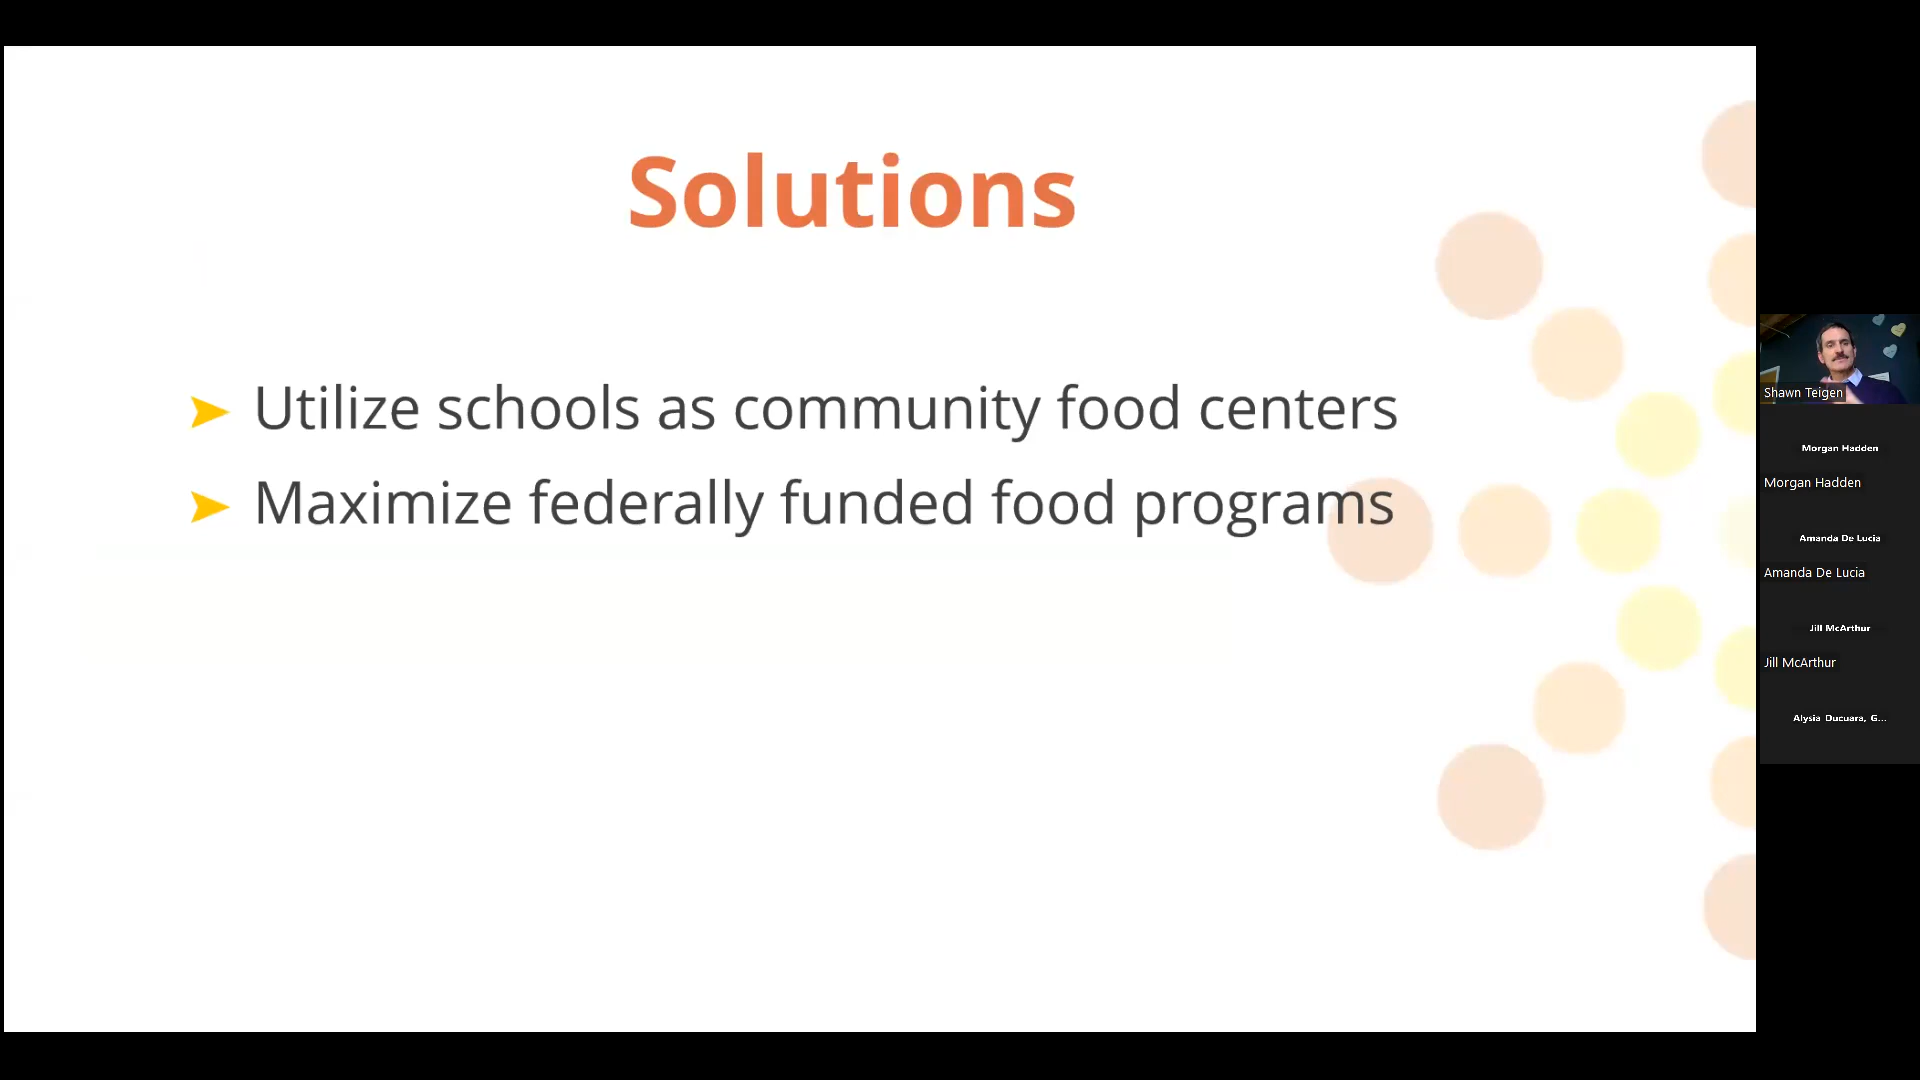 Solutions
➤ Utilize schools as community food centers
➤ Maximize federally funded food programs
Shawn Teigen
Morgan Hadden
Morgan Hadden
Amanda De Lucia
Amanda De Lucia
Jill McArthur
Jill McArthur
Alysia Ducuara, G...